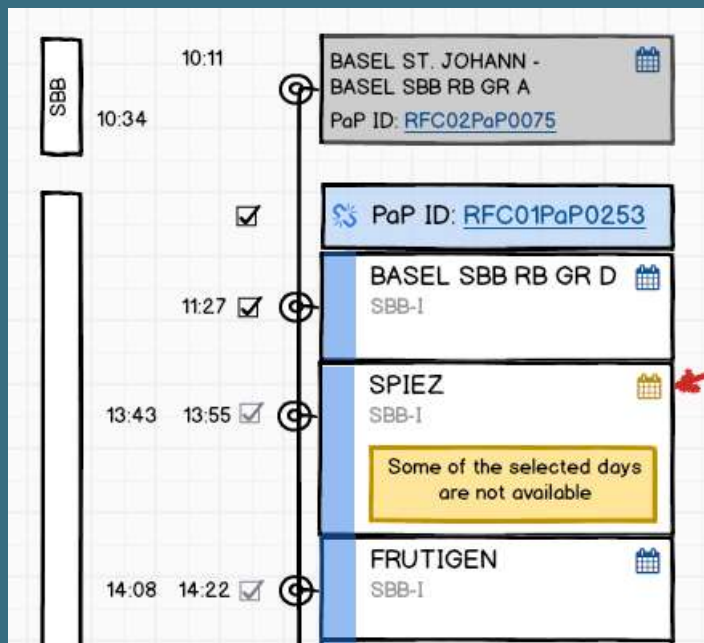 SBB
10:11
10:34
BASEL ST. JOHANN -
BASEL SBB RB GR A
PaP ID: RFC02PaP0075
PaP ID: RFC01PaP0253
11:27
BASEL SBB RB GR D
SBB-I
13:43 13:55
SPIEZ
SBB-I
Some of the selected days
are not available
14:08 14:22
FRUTIGEN
SBB-I